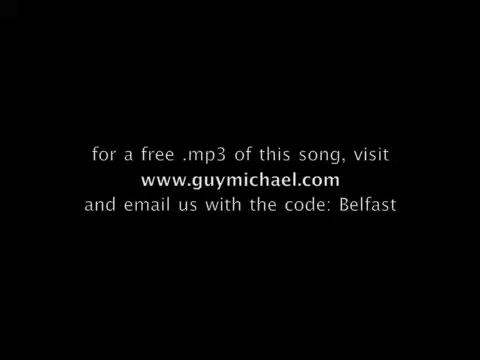 for a free .mp3 of this song, visit
www.guymichael.com
and email us with the code: Belfast